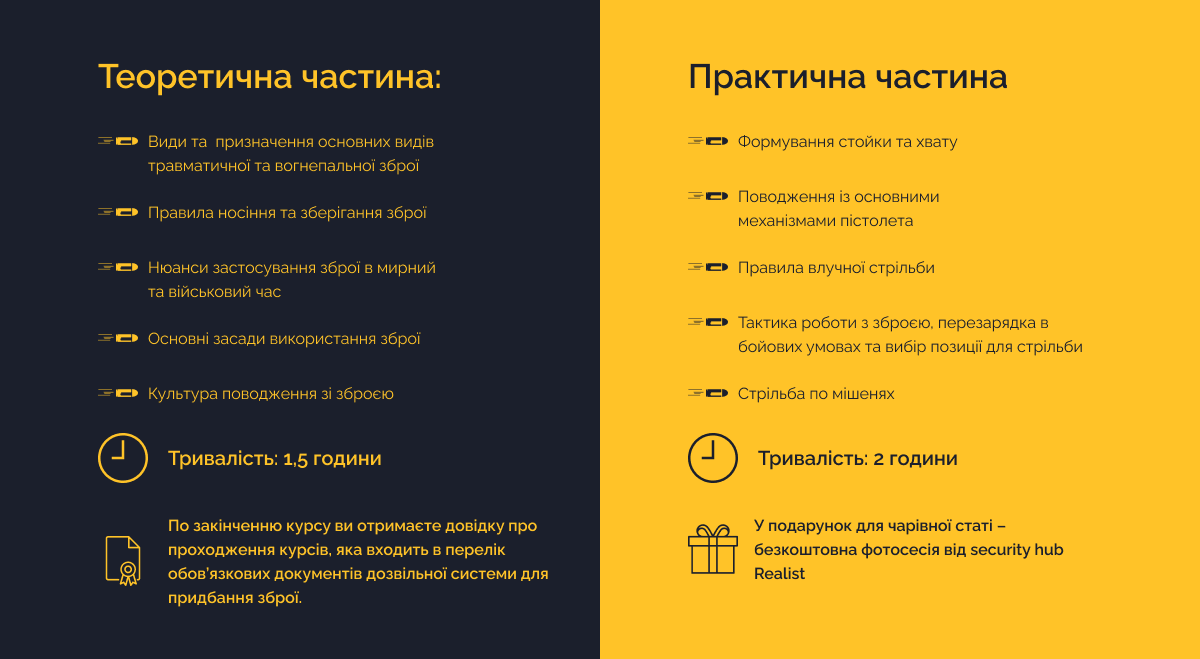 Теоретична частина:
Види та  призначення основних видів
травматичної та вогнепальної зброї
Правила носіння та зберігання зброї
Нюанси застосування зброї в мирний
та військовий час
Основні засади використання зброї
Культура поводження зі зброєю
Тривалість: 1,5 години
По закінченню курсу ви отримаєте довідку про
проходження курсів, яка входить в перелік
обов’язкових документів дозвільної системи для
придбання зброї.
Практична частина
Формування стойки та хвату
Поводження із основними
механізмами пістолета
Правила влучної стрільби
Тактика роботи з зброєю, перезарядка в
бойових умовах та вибір позиції для стрільби
Стрільба по мішенях
Тривалість: 2 години
У подарунок для чарівної статі –
безкоштовна фотосесія від security hub
Realist